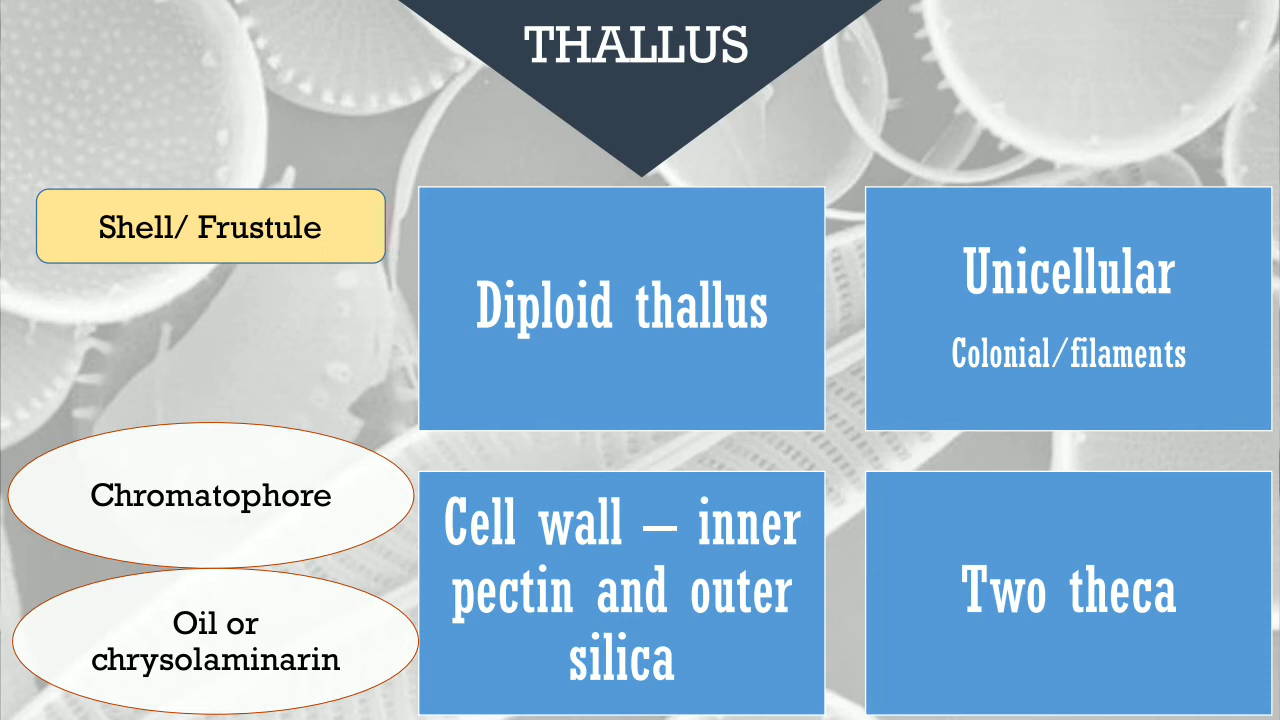 THALLUS
Shell/ Frustule
Diploid thallus
Unicellular
Colonial/filaments
Chromatophore
Oil or
chrysolaminarin
Cell wall – inner
pectin and outer
silica
Two theca